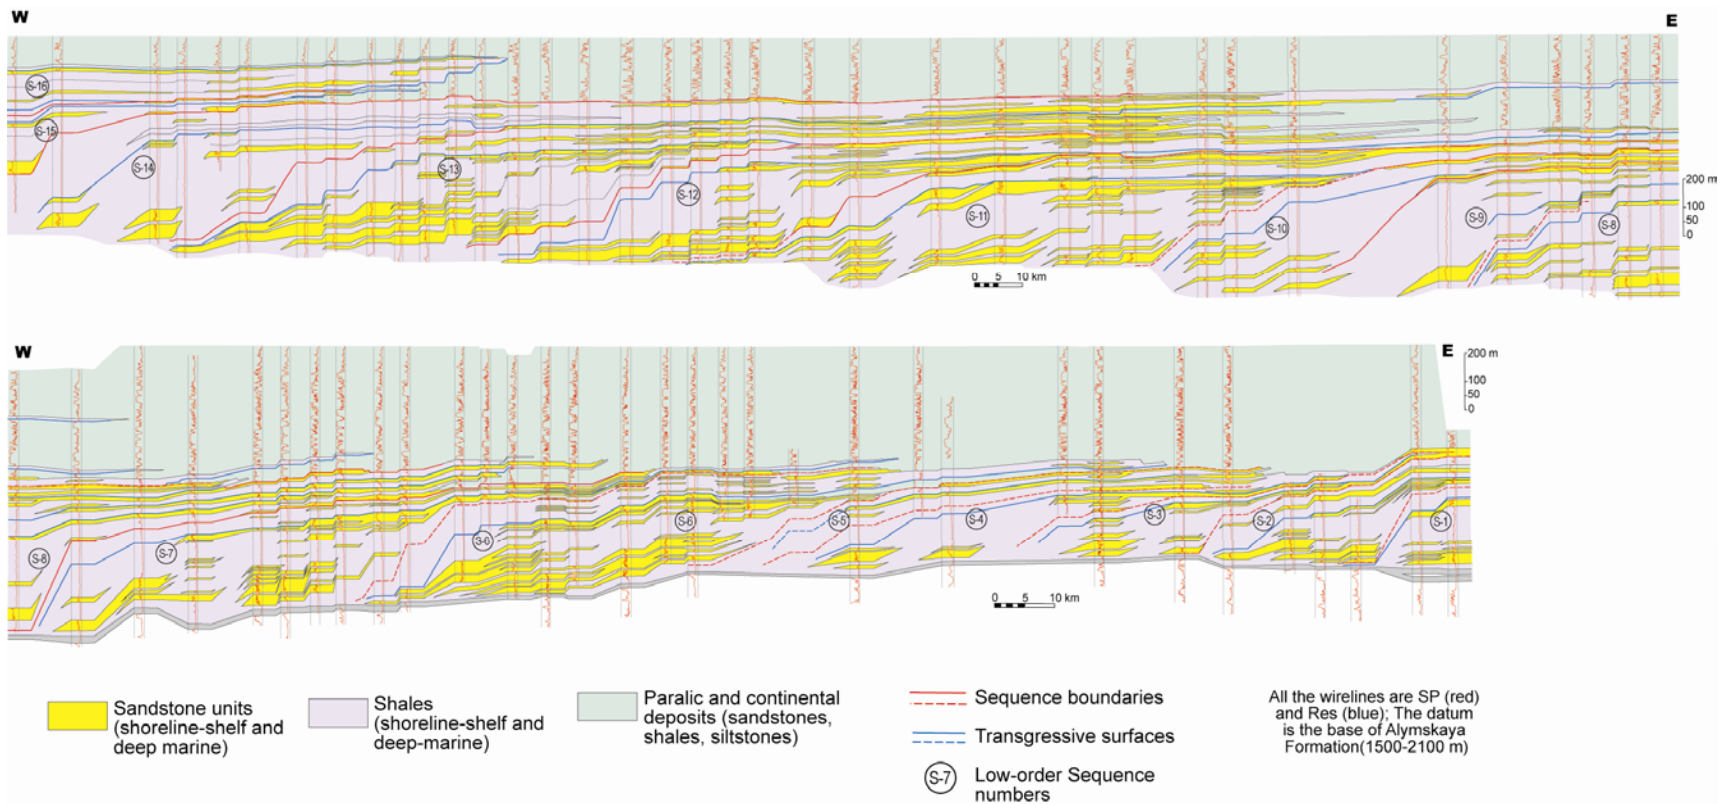 W
E
S-16
S-15
S-14
S-13
S-12
S-11
S-10
S-9
S-8
200 m
100
50
0
0 5 10 km
W
E
200 m
100
50
0
S-8
S-7
S-6
S-6
S-5
S-4
S-3
S-2
S-1
0 5 10 km
Sandstone units
(shoreline-shelf and
deep marine)
Shales
(shoreline-shelf and
deep-marine)
Paralic and continental
deposits (sandstones,
shales, siltstones)
Sequence boundaries
Transgressive surfaces
S-7
Low-order Sequence
numbers
All the wirelines are SP (red)
and Res (blue); The datum
is the base of Alymskaya
Formation(1500-2100 m)